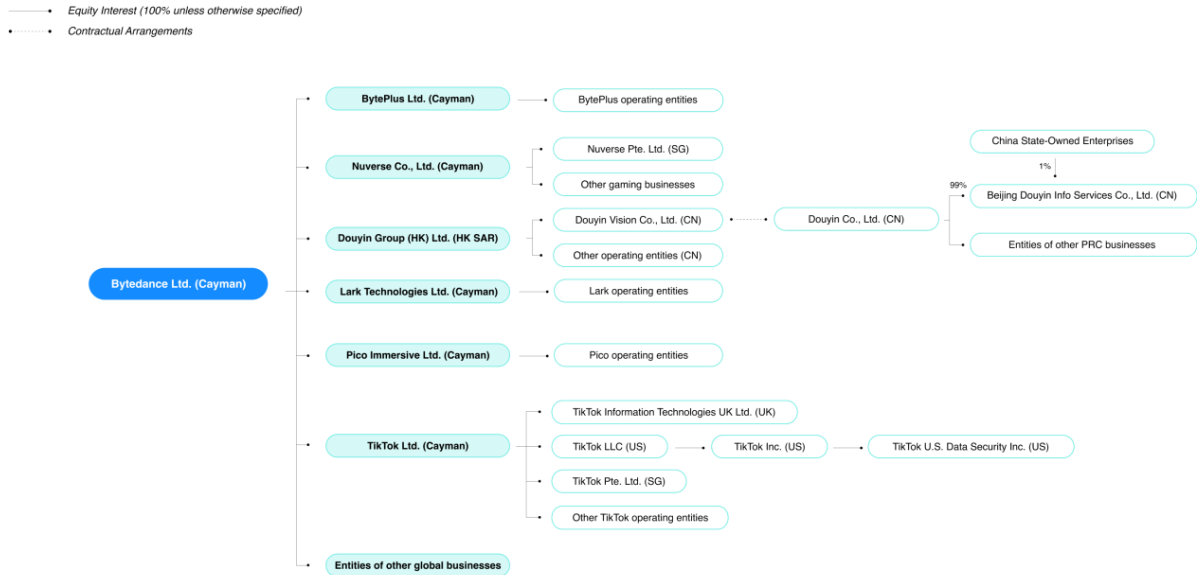 Equity Interest (100% unless otherwise specified)
Contractual Arrangements
BytePlus Ltd. (Cayman)
BytePlus operating entities
Nuverse Co., Ltd. (Cayman)
Nuverse Pte. Ltd. (SG)
Other gaming businesses
China State-Owned Enterprises
1%
99%
Beijing Douyin Info Services Co., Ltd. (CN)
Douyin Group (HK) Ltd. (HK SAR)
Douyin Vision Co., Ltd. (CN)
Douyin Co., Ltd. (CN)
Other operating entities (CN)
Entities of other PRC businesses
Bytedance Ltd. (Cayman)
Lark Technologies Ltd. (Cayman)
Lark operating entities
Pico Immersive Ltd. (Cayman)
Pico operating entities
TikTok Ltd. (Cayman)
TikTok Information Technologies UK Ltd. (UK)
TikTok LLC (US)
TikTok Inc. (US)
TikTok U.S. Data Security Inc. (US)
TikTok Pte. Ltd. (SG)
Other TikTok operating entities
Entities of other global businesses